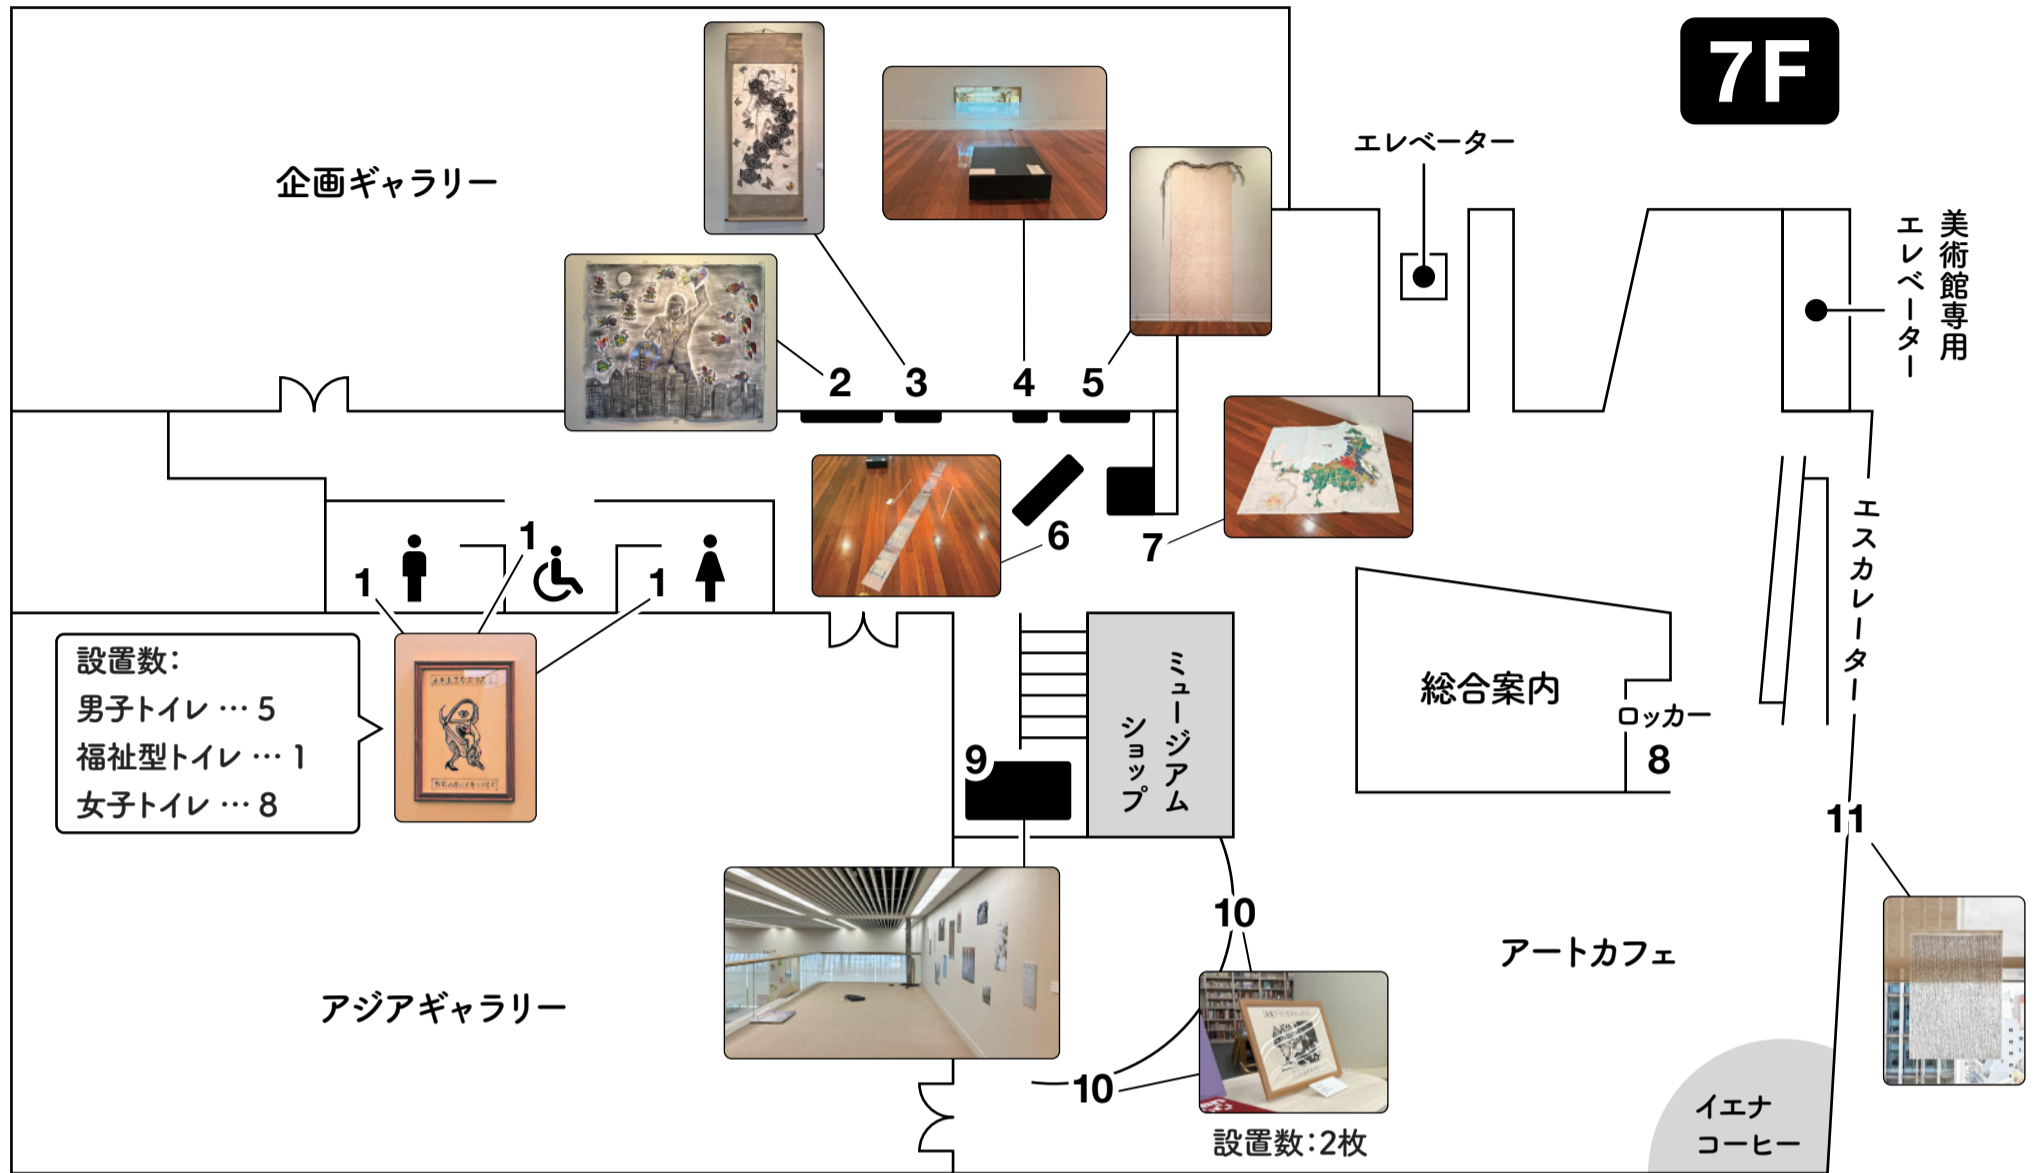 7F
企画ギャラリー
エレベーター
美術館専用
エレベーター
2
3
4
5
6
7
1
1
1
設置数：
男子トイレ … 5
福祉型トイレ … 1
女子トイレ … 8
エスカレーター
総合案内
ロッカー
8
ミュージアム
ショップ
9
11
10
10
アートカフェ
アジアギャラリー
設置数：2枚
イエナ
コーヒー